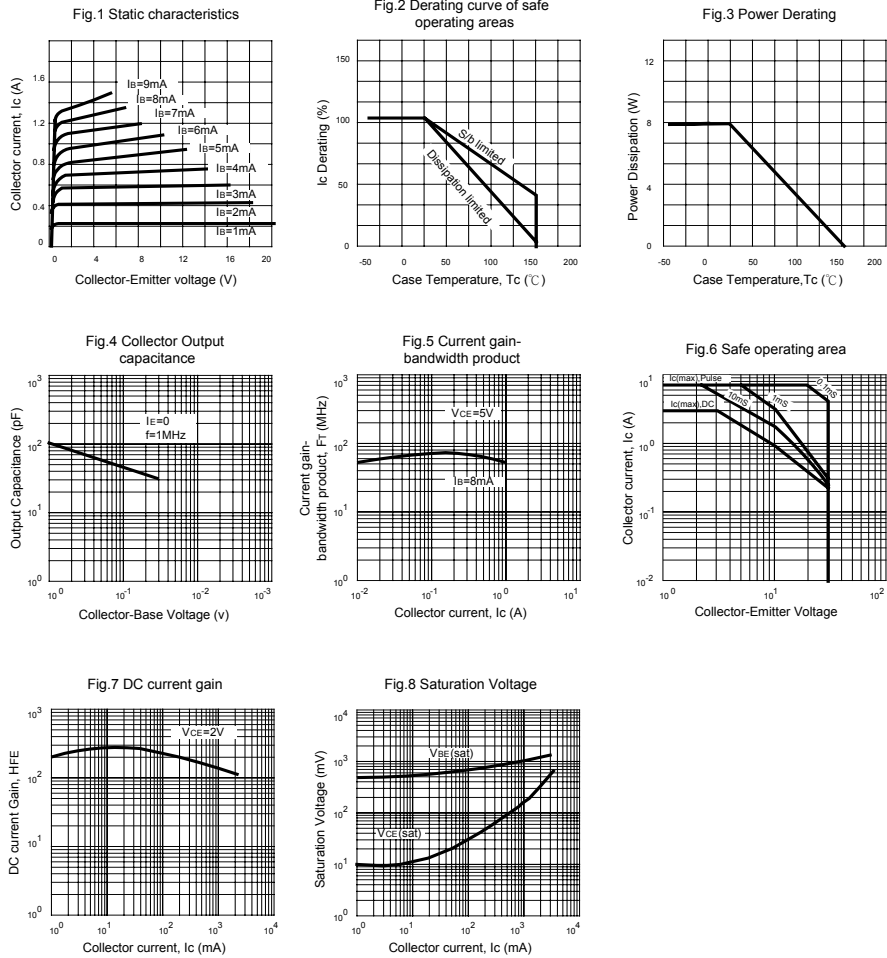 Fig.1 Static characteristics
Collector current, Ic (A)
1.6
1.2
0.8
0.4
0
IB=9mA
IB=8mA
IB=7mA
IB=6mA
IB=5mA
IB=4mA
IB=3mA
IB=2mA
IB=1mA
0 4 8 12 16 20
Collector-Emitter voltage (V)
Fig.2 Derating curve of safe
operating areas
Ic Derating (%)
150
100
50
0
S/b limited
Dissipation limited
-50 0 50 100 150 200
Case Temperature, Tc (℃)
Fig.3 Power Derating
Power Dissipation (W)
12
8
4
0
-50 0 50 100 150 200
Case Temperature,Tc (℃)
Fig.4 Collector Output
capacitance
Output Capacitance (pF)
10³
10²
10¹
10⁰
IE=0
f=1MHz
10⁰ 10⁻¹ 10⁻² 10⁻³
Collector-Base Voltage (v)
Fig.5 Current gain-
bandwidth product
Current gain-
bandwidth product, FT (MHz)
10³
10²
10¹
10⁰
VCE=5V
IB=8mA
10⁻² 10⁻¹ 10⁰ 10¹
Collector current, Ic (A)
Fig.6 Safe operating area
Collector current, Ic (A)
10¹
10⁰
10⁻¹
10⁻²
Ic(max),Pulse
Ic(max),DC
10mS
1mS
0.1mS
10⁰ 10¹ 10²
Collector-Emitter Voltage
Fig.7 DC current gain
DC current Gain, HFE
10³
10²
10¹
10⁰
VCE=2V
10⁰ 10¹ 10² 10³ 10⁴
Collector current, Ic (mA)
Fig.8 Saturation Voltage
Saturation Voltage (mV)
10⁴
10³
10²
10¹
10⁰
VBE(sat)
VCE(sat)
10⁰ 10¹ 10² 10³ 10⁴
Collector current, Ic (mA)